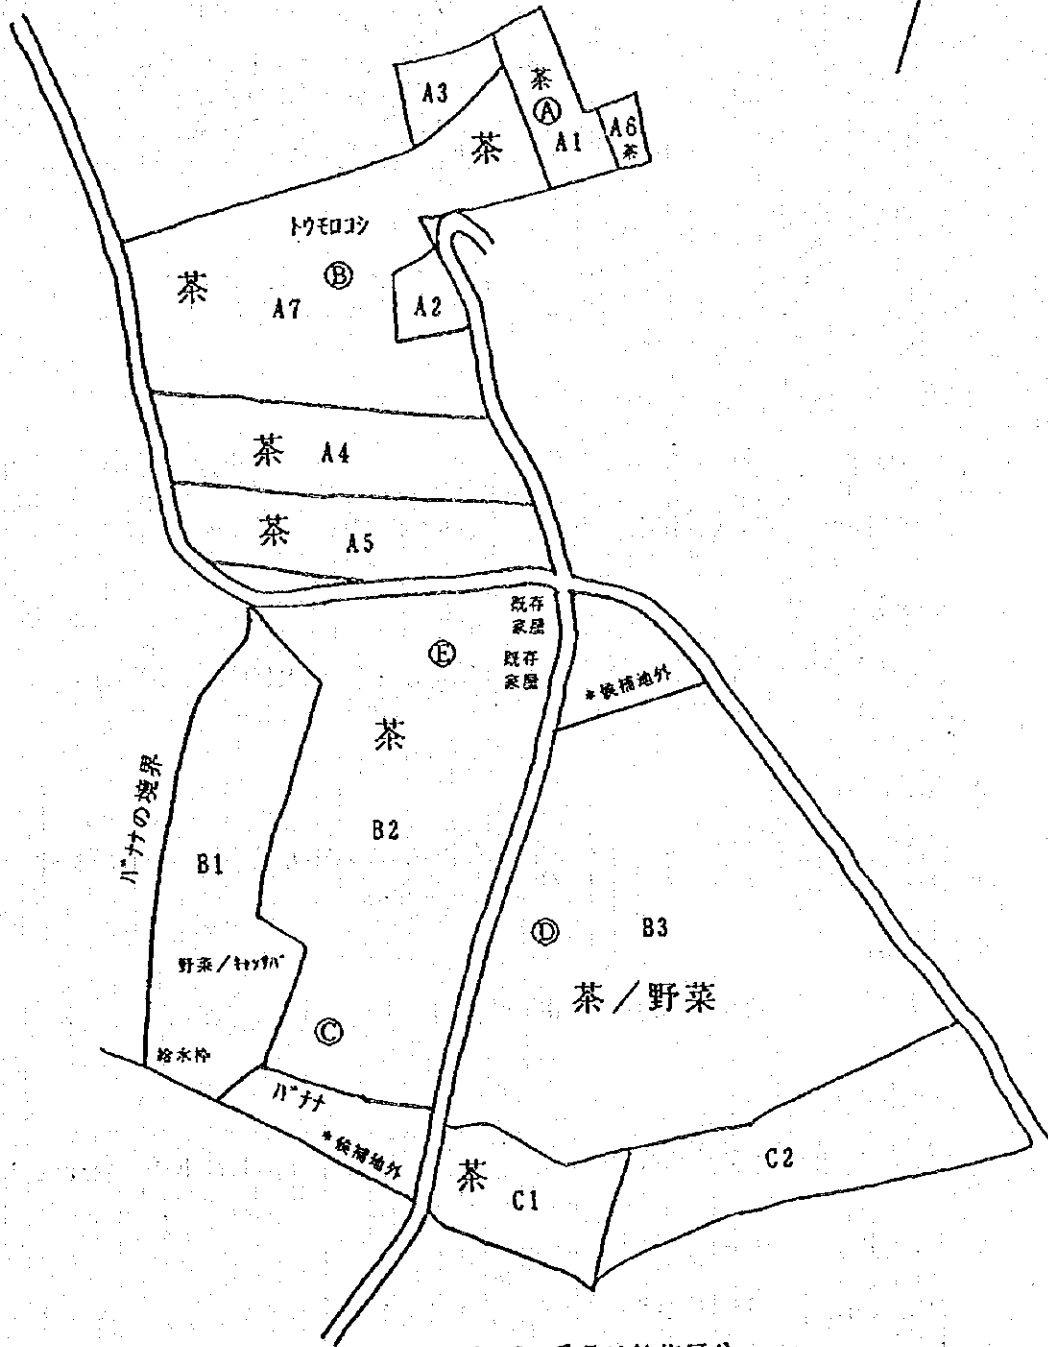 茶
A3
Ⓐ
茶
A1
A6
茶
トウモロコシ
Ⓑ
茶
A7
A2
茶 A4
茶 A5
既存
家屋
Ⓔ
既存
家屋
*候補地外
茶
バナナの境界
B2
B1
Ⓓ
B3
野菜/キャッサバ
茶/野菜
Ⓒ
給水枠
バナナ
*候補地外
茶
C1
C2